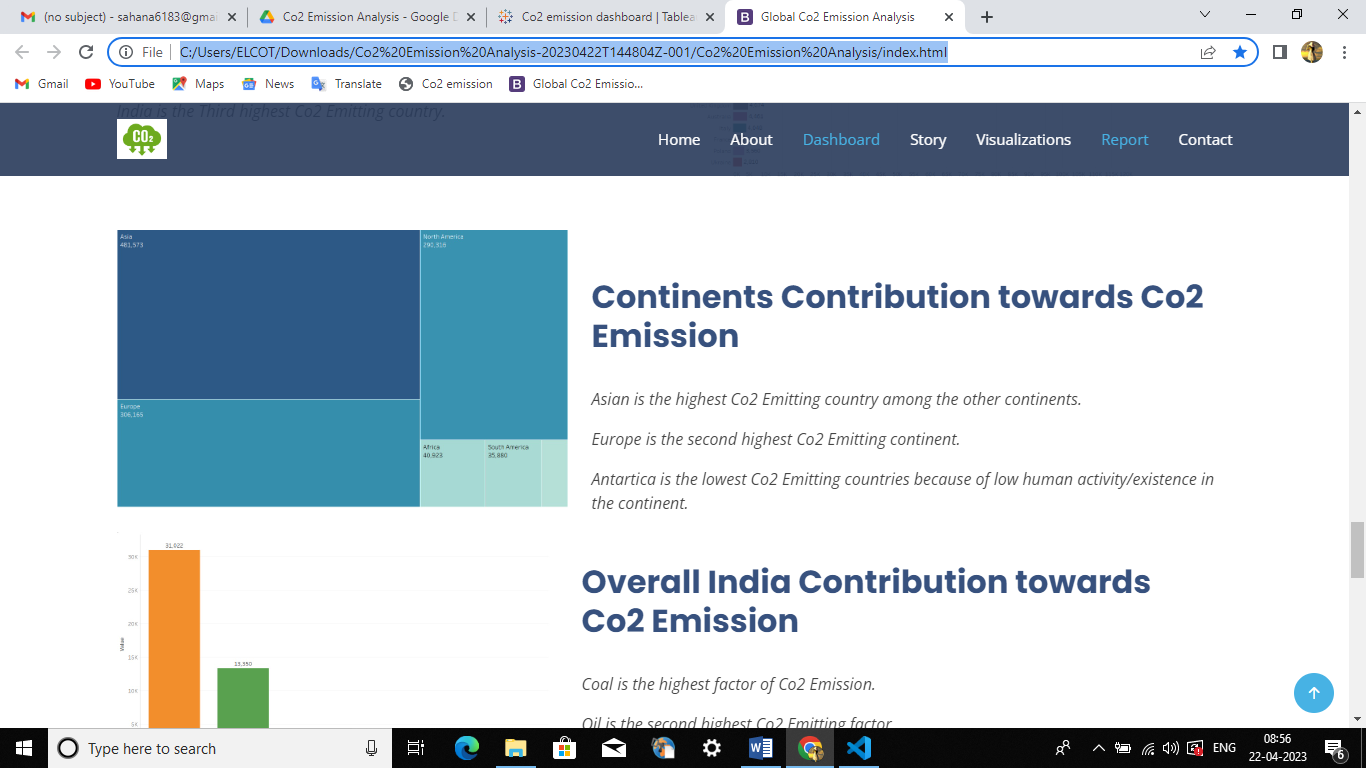 (no subject) - sahana6183@gmai
Co2 Emission Analysis - Google D
Co2 emission dashboard | Tablea
Global Co2 Emission Analysis
File
C:/Users/ELCOT/Downloads/Co2%20Emission%20Analysis-20230422T144804Z-001/Co2%20Emission%20Analysis/index.html
Gmail
YouTube
Maps
News
Translate
Co2 emission
Global Co2 Emissio...
India is the Third highest Co2 Emitting country.
CO2
Home
About
Dashboard
Story
Visualizations
Report
Contact
Asia
481,573
North America
290,316
Europe
306,165
Africa
40,923
South America
35,880
Continents Contribution towards Co2
Emission
Asian is the highest Co2 Emitting country among the other continents.
Europe is the second highest Co2 Emitting continent.
Antartica is the lowest Co2 Emitting countries because of low human activity/existence in
the continent.
31,022
30K
25K
20K
15K
10K
5K
Value
13,350
Overall India Contribution towards
Co2 Emission
Coal is the highest factor of Co2 Emission.
Oil is the second highest Co2 Emitting factor
Type here to search
ENG
08:56
22-04-2023
6